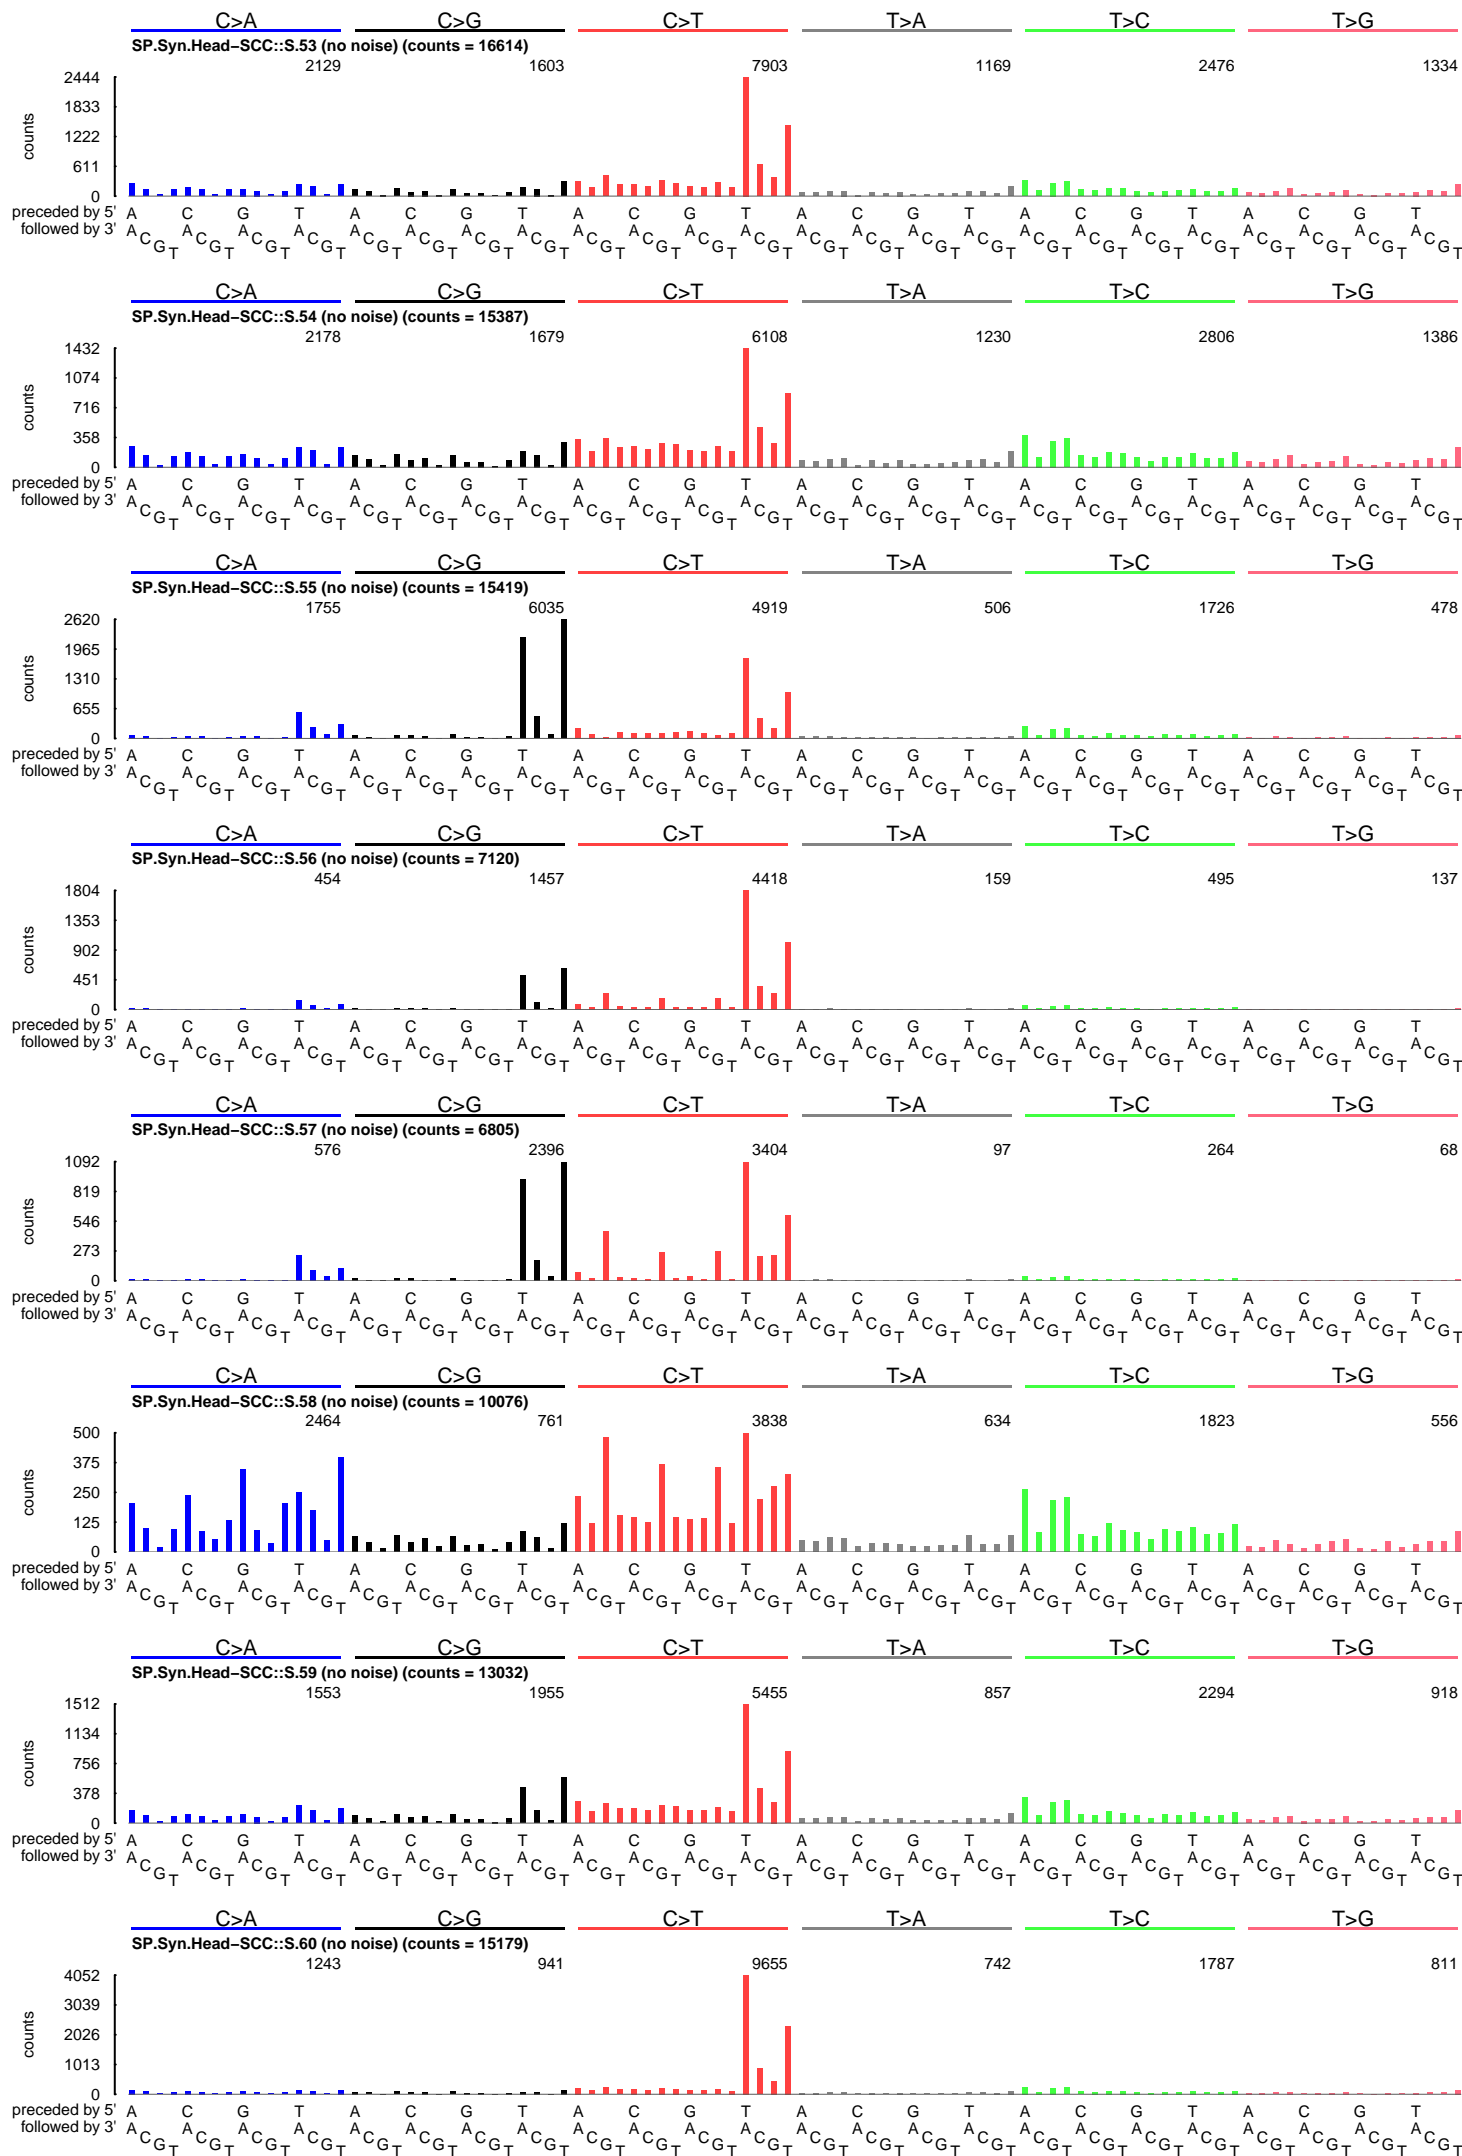 C>A C>G C>T T>A T>C T>G
SP.Syn.Head−SCC::S.53 (no noise) (counts = 16614)
2129 1603 7903 1169 2476 1334
2444
1833
1222
611
0
counts
preceded by 5' A C G T A C G T A C G T A C G T A C G T A C G T
followed by 3' A C G T A C G T A C G T A C G T A C G T A C G T A C G T A C G T A C G T A C G T A C G T A C G T A C G T A C G T A C G T A C G T A C G T A C G T A C G T A C G T A C G T A C G T A C G T A C G T
C>A C>G C>T T>A T>C T>G
SP.Syn.Head−SCC::S.54 (no noise) (counts = 15387)
2178 1679 6108 1230 2806 1386
1432
1074
716
358
0
counts
preceded by 5' A C G T A C G T A C G T A C G T A C G T A C G T
followed by 3' A C G T A C G T A C G T A C G T A C G T A C G T A C G T A C G T A C G T A C G T A C G T A C G T A C G T A C G T A C G T A C G T A C G T A C G T A C G T A C G T A C G T A C G T A C G T A C G T
C>A C>G C>T T>A T>C T>G
SP.Syn.Head−SCC::S.55 (no noise) (counts = 15419)
1755 6035 4919 506 1726 478
2620
1965
1310
655
0
counts
preceded by 5' A C G T A C G T A C G T A C G T A C G T A C G T
followed by 3' A C G T A C G T A C G T A C G T A C G T A C G T A C G T A C G T A C G T A C G T A C G T A C G T A C G T A C G T A C G T A C G T A C G T A C G T A C G T A C G T A C G T A C G T A C G T A C G T
C>A C>G C>T T>A T>C T>G
SP.Syn.Head−SCC::S.56 (no noise) (counts = 7120)
454 1457 4418 159 495 137
1804
1353
902
451
0
counts
preceded by 5' A C G T A C G T A C G T A C G T A C G T A C G T
followed by 3' A C G T A C G T A C G T A C G T A C G T A C G T A C G T A C G T A C G T A C G T A C G T A C G T A C G T A C G T A C G T A C G T A C G T A C G T A C G T A C G T A C G T A C G T A C G T A C G T
C>A C>G C>T T>A T>C T>G
SP.Syn.Head−SCC::S.57 (no noise) (counts = 6805)
576 2396 3404 97 264 68
1092
819
546
273
0
counts
preceded by 5' A C G T A C G T A C G T A C G T A C G T A C G T
followed by 3' A C G T A C G T A C G T A C G T A C G T A C G T A C G T A C G T A C G T A C G T A C G T A C G T A C G T A C G T A C G T A C G T A C G T A C G T A C G T A C G T A C G T A C G T A C G T A C G T
C>A C>G C>T T>A T>C T>G
SP.Syn.Head−SCC::S.58 (no noise) (counts = 10076)
2464 761 3838 634 1823 556
500
375
250
125
0
counts
preceded by 5' A C G T A C G T A C G T A C G T A C G T A C G T
followed by 3' A C G T A C G T A C G T A C G T A C G T A C G T A C G T A C G T A C G T A C G T A C G T A C G T A C G T A C G T A C G T A C G T A C G T A C G T A C G T A C G T A C G T A C G T A C G T A C G T
C>A C>G C>T T>A T>C T>G
SP.Syn.Head−SCC::S.59 (no noise) (counts = 13032)
1553 1955 5455 857 2294 918
1512
1134
756
378
0
counts
preceded by 5' A C G T A C G T A C G T A C G T A C G T A C G T
followed by 3' A C G T A C G T A C G T A C G T A C G T A C G T A C G T A C G T A C G T A C G T A C G T A C G T A C G T A C G T A C G T A C G T A C G T A C G T A C G T A C G T A C G T A C G T A C G T A C G T
C>A C>G C>T T>A T>C T>G
SP.Syn.Head−SCC::S.60 (no noise) (counts = 15179)
1243 941 9655 742 1787 811
4052
3039
2026
1013
0
counts
preceded by 5' A C G T A C G T A C G T A C G T A C G T A C G T
followed by 3' A C G T A C G T A C G T A C G T A C G T A C G T A C G T A C G T A C G T A C G T A C G T A C G T A C G T A C G T A C G T A C G T A C G T A C G T A C G T A C G T A C G T A C G T A C G T A C G T